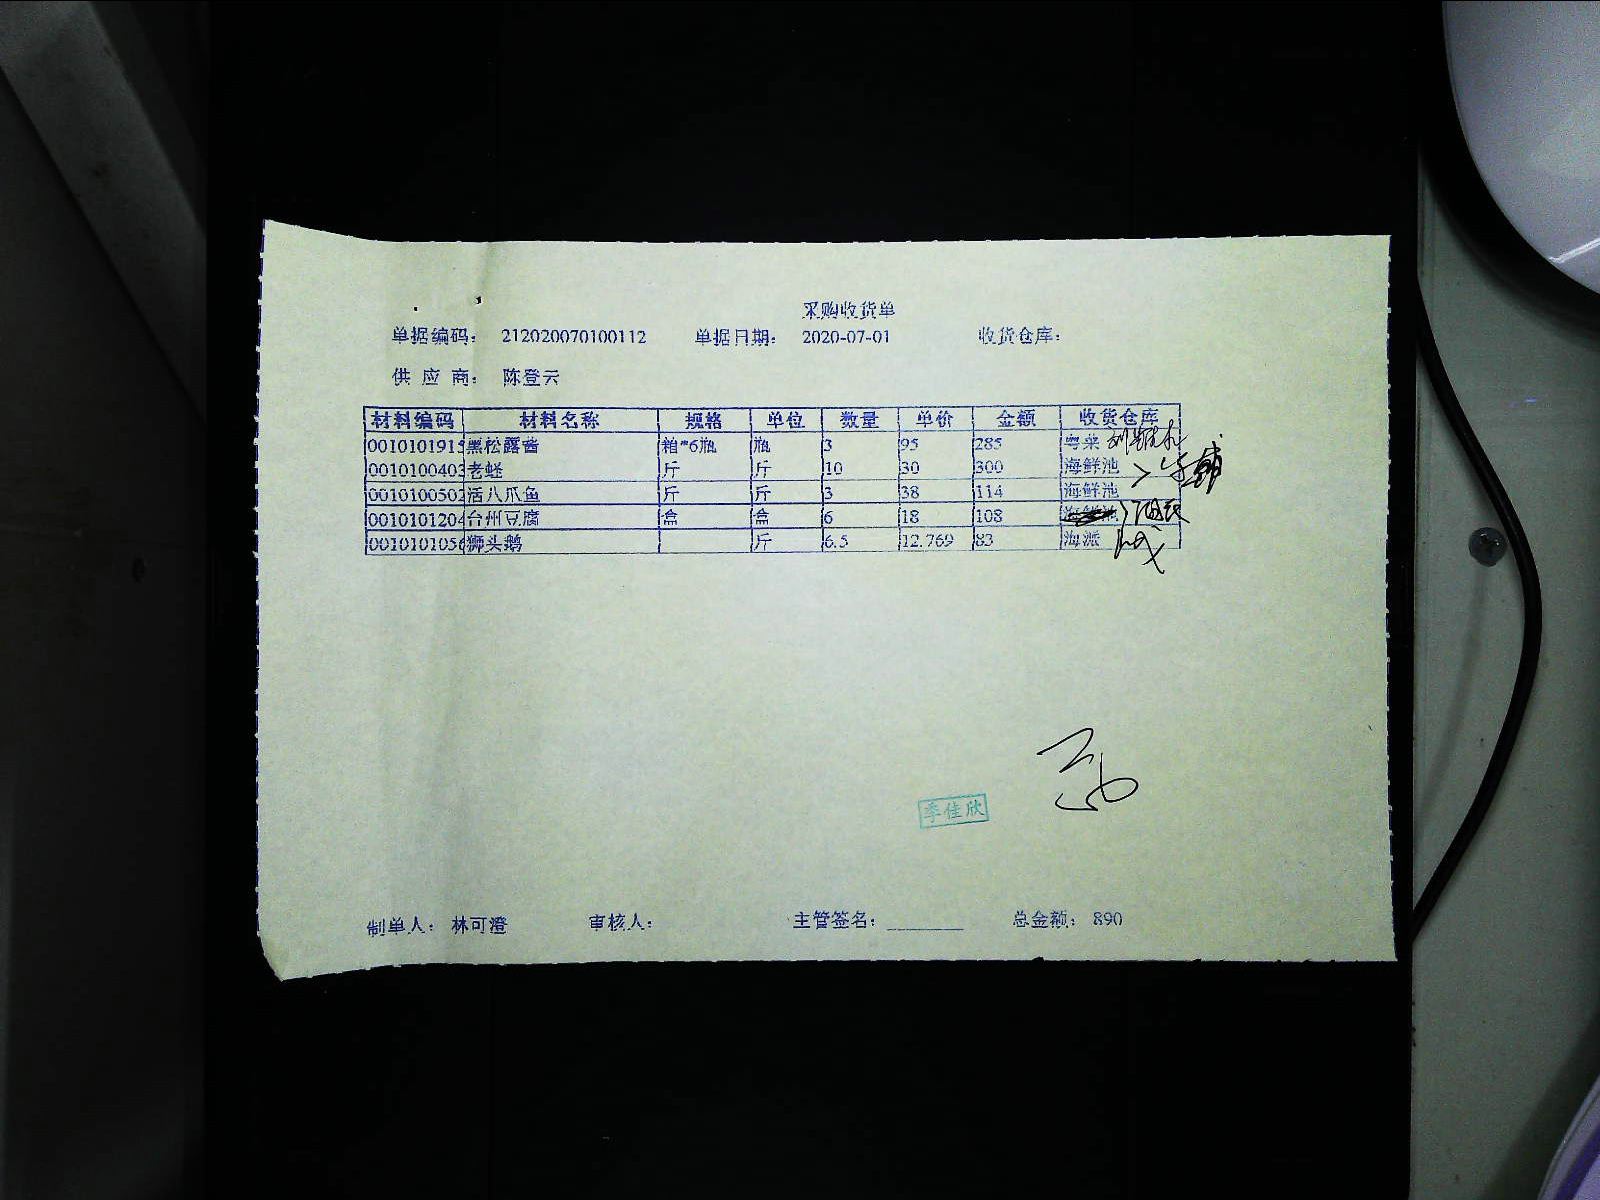 采购收货单
单据编码： 212020070100112 单据日期： 2020-07-01 收货仓库：
供 应 商： 陈登云
材料编码 材料名称 规格 单位 数量 单价 金额 收货仓库
0010101915 黑松露酱 箱*6瓶 瓶 3 95 285 粤菜
0010100403 老蛏 斤 斤 10 30 300 海鲜池
0010100502 活八爪鱼 斤 斤 3 38 114 海鲜池
0010101204 台州豆腐 盒 盒 6 18 108
0010101056 狮头鹅 斤 6.5 12.769 83 海派
季佳欣
制单人： 林可澄 审核人： 主管签名： 总金额： 890